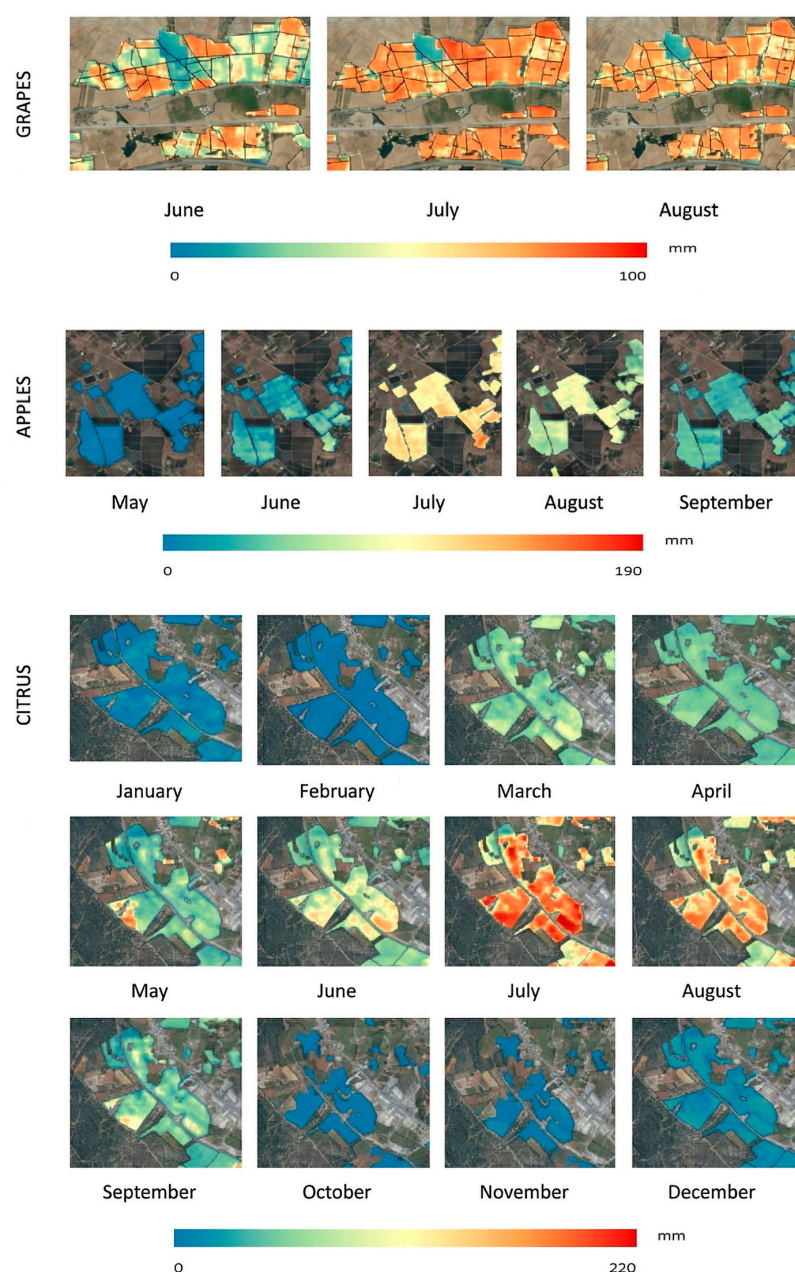 GRAPES
June July August
mm
0 100
APPLES
May June July August September
mm
0 190
CITRUS
January February March April
May June July August
September October November December
mm
0 220